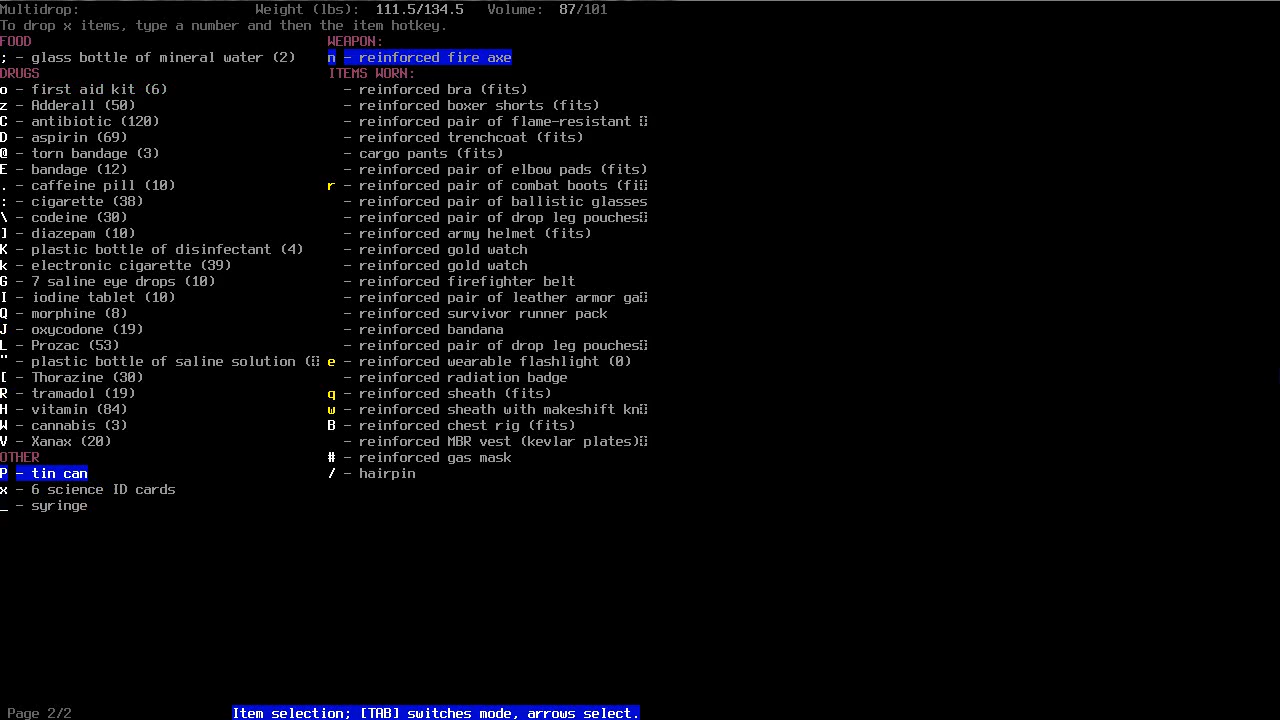 Multidrop: Weight (lbs): 111.5/134.5 Volume: 87/101
To drop x items, type a number and then the item hotkey.
FOOD
; - glass bottle of mineral water (2)
DRUGS
o - first aid kit (6)
z - Adderall (50)
C - antibiotic (120)
D - aspirin (69)
@ - torn bandage (3)
E - bandage (12)
. - caffeine pill (10)
: - cigarette (38)
\ - codeine (30)
] - diazepam (10)
K - plastic bottle of disinfectant (4)
k - electronic cigarette (39)
G - 7 saline eye drops (10)
I - iodine tablet (10)
Q - morphine (8)
J - oxycodone (19)
L - Prozac (53)
" - plastic bottle of saline solution (
[ - Thorazine (30)
R - tramadol (19)
H - vitamin (84)
W - cannabis (3)
V - Xanax (20)
OTHER
P - tin can
x - 6 science ID cards
_ - syringe
WEAPON:
n - reinforced fire axe
ITEMS WORN:
- reinforced bra (fits)
- reinforced boxer shorts (fits)
- reinforced pair of flame-resistant
- reinforced trenchcoat (fits)
- cargo pants (fits)
- reinforced pair of elbow pads (fits)
r - reinforced pair of combat boots (fi
- reinforced pair of ballistic glasses
- reinforced pair of drop leg pouches
- reinforced army helmet (fits)
- reinforced gold watch
- reinforced gold watch
- reinforced firefighter belt
- reinforced pair of leather armor ga
- reinforced survivor runner pack
- reinforced bandana
- reinforced pair of drop leg pouches
e - reinforced wearable flashlight (0)
- reinforced radiation badge
q - reinforced sheath (fits)
w - reinforced sheath with makeshift kn
B - reinforced chest rig (fits)
- reinforced MBR vest (kevlar plates)
# - reinforced gas mask
/ - hairpin
Page 2/2 Item selection; [TAB] switches mode, arrows select.